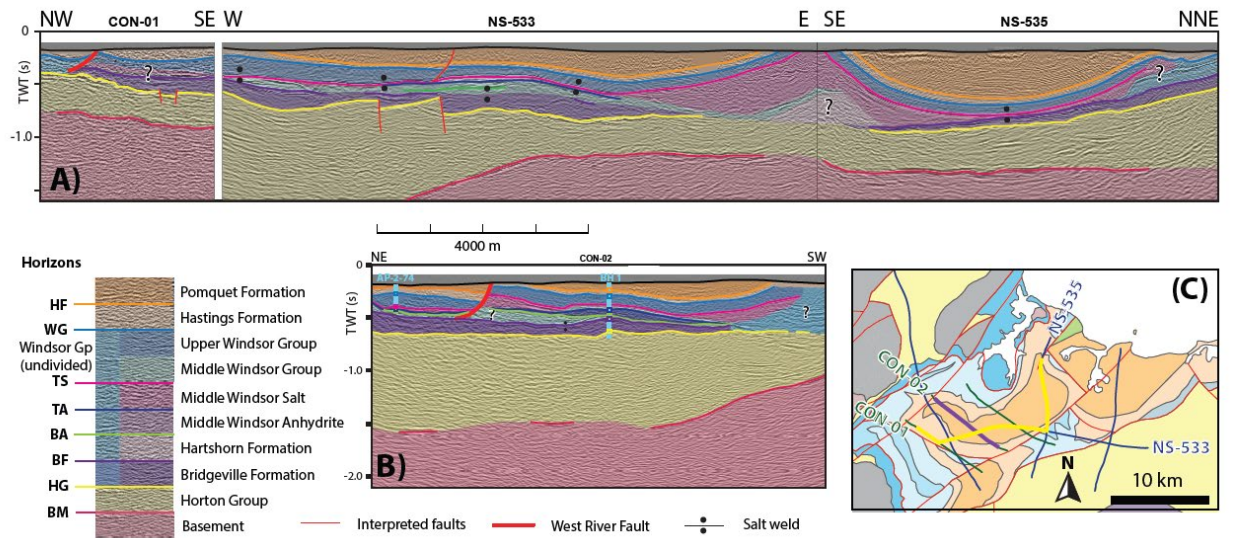 NW CON-01 SE W NS-533 E SE NS-535 NNE
0
TWT (s)
?
?
?
-1.0
A)
4000 m
NE CON-02 SW
0
AP-2-74 BH 1
TWT (s)
?
?
-1.0
-2.0
B)
Horizons
Pomquet Formation
HF
Hastings Formation
WG
Upper Windsor Group
Windsor Gp
(undivided)
Middle Windsor Group
TS
Middle Windsor Salt
TA
Middle Windsor Anhydrite
BA
Hartshorn Formation
BF
Bridgeville Formation
HG
Horton Group
BM
Basement
Interpreted faults
West River Fault
Salt weld
(C)
NS-535
CON-02
CON-01
NS-533
N
10 km